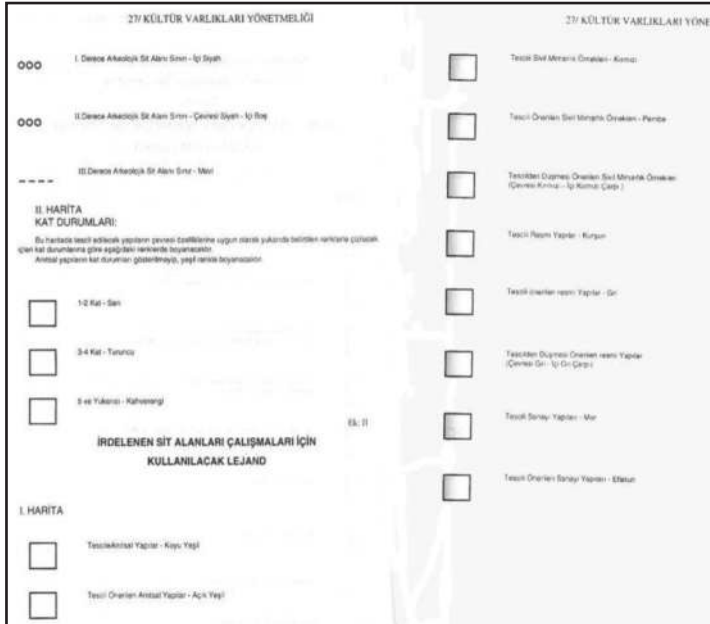 27/ KÜLTÜR VARLIKLARI YÖNETMELİĞİ
I. Derece Arkeolojik Sit Alanı Sınırı - İçi Siyah
II.Derece Arkeolojik Sit Alanı Sınırı - Çevresi Siyah - İçi Boş
III.Derece Arkeolojik Sit Alanı Sınır - Mavi
II. HARİTA
KAT DURUMLARI:
Bu haritada tescil edilecek yapıların çevresi özelliklerine uygun olarak yukarıda belirtilen renklerle çizilecek
içleri kat durumlarına göre aşağıdaki renklerde boyanacaktır.
Anıtsal yapıların kat durumları gösterilmeyip, yeşil renkle boyanacaktır.
1-2 Kat - Sarı
3-4 Kat - Turuncu
5 ve Yukarısı - Kahverengi
Ek: II
İRDELENEN SİT ALANLARI ÇALIŞMALARI İÇİN
KULLANILACAK LEJAND
I. HARİTA
Tescilli Anıtsal Yapılar - Koyu Yeşil
Tescil Önerilen Anıtsal Yapılar - Açık Yeşil
27/ KÜLTÜR VARLIKLARI YÖNE
Tescilli Sivil Mimarlık Örnekleri - Kırmızı
Tescil Önerilen Sivil Mimarlık Örnekleri - Pembe
Tescilden Düşmesi Önerilen Sivil Mimarlık Örnekleri
(Çevresi Kırmızı - İçi Kırmızı Çarpı )
Tescilli Resmi Yapılar - Kurşun
Tescili önerilen resmi Yapılar - Gri
Tescilden Düşmesi Önerilen resmi Yapılar
(Çevresi Gri - İçi Gri Çarpı)
Tescilli Sanayi Yapıları - Mor
Tescili Önerilen Sanayi Yapıları - Eflatun